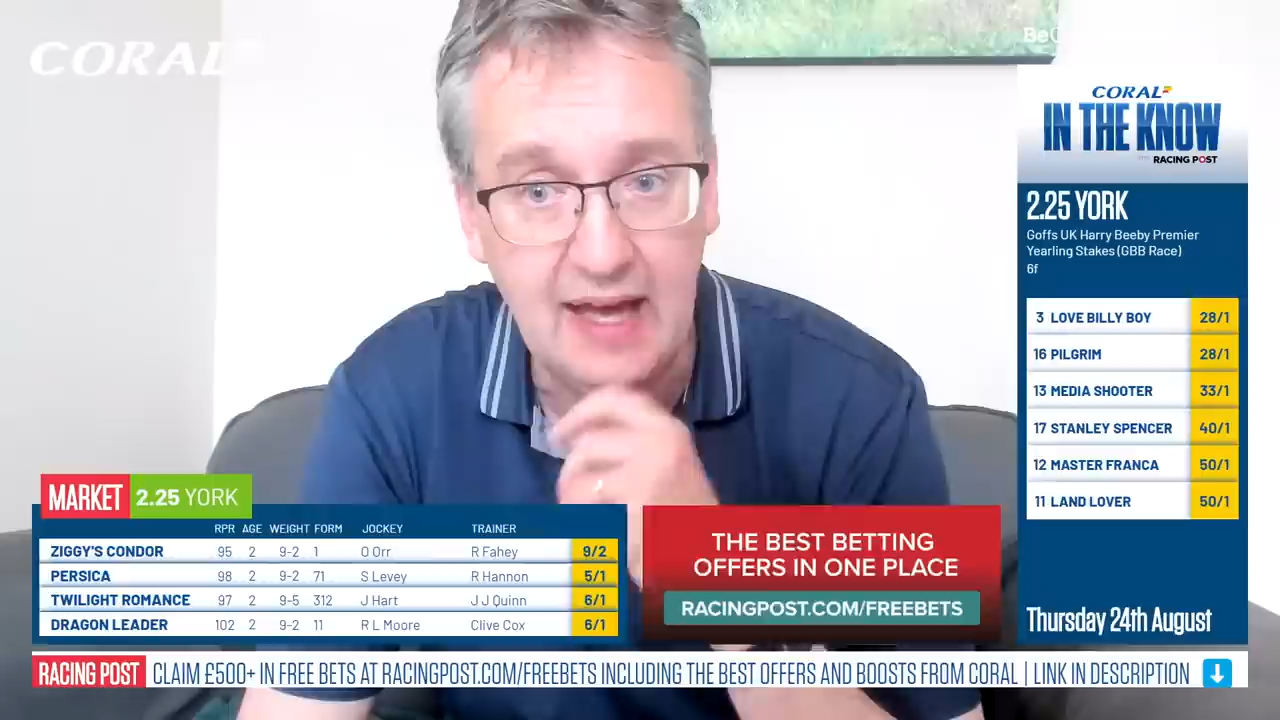 CORAL
Be
CORAL
IN THE KNOW
RACING POST
2.25 YORK
Goffs UK Harry Beeby Premier
Yearling Stakes (GBB Race)
6f
3 LOVE BILLY BOY 28/1
16 PILGRIM 28/1
13 MEDIA SHOOTER 33/1
17 STANLEY SPENCER 40/1
12 MASTER FRANCA 50/1
11 LAND LOVER 50/1
Thursday 24th August
MARKET 2.25 YORK
RPR AGE WEIGHT FORM JOCKEY TRAINER
ZIGGY'S CONDOR 95 2 9-2 1 O Orr R Fahey 9/2
PERSICA 98 2 9-2 71 S Levey R Hannon 5/1
TWILIGHT ROMANCE 97 2 9-5 312 J Hart J J Quinn 6/1
DRAGON LEADER 102 2 9-2 11 R L Moore Clive Cox 6/1
THE BEST BETTING
OFFERS IN ONE PLACE
RACINGPOST.COM/FREEBETS
RACING POST CLAIM £500+ IN FREE BETS AT RACINGPOST.COM/FREEBETS INCLUDING THE BEST OFFERS AND BOOSTS FROM CORAL | LINK IN DESCRIPTION